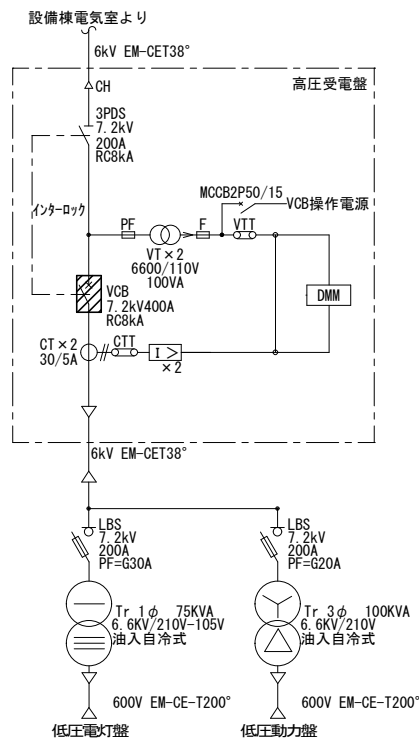 設備棟電気室より
6kV EM-CET38°
高圧受電盤
CH
3PDS
7.2kV
200A
RC8kA
インターロック
MCCB2P50/15
VCB操作電源
PF
F
VTT
VT×2
6600/110V
100VA
DMM
VCB
7.2kV400A
RC8kA
CT×2
30/5A
CTT
I >
×2
6kV EM-CET38°
LBS
7.2kV
200A
PF=G30A
LBS
7.2kV
200A
PF=G20A
Tr 1φ 75KVA
6.6KV/210V-105V
油入自冷式
Tr 3φ 100KVA
6.6KV/210V
油入自冷式
600V EM-CE-T200°
600V EM-CE-T200°
低圧電灯盤
低圧動力盤